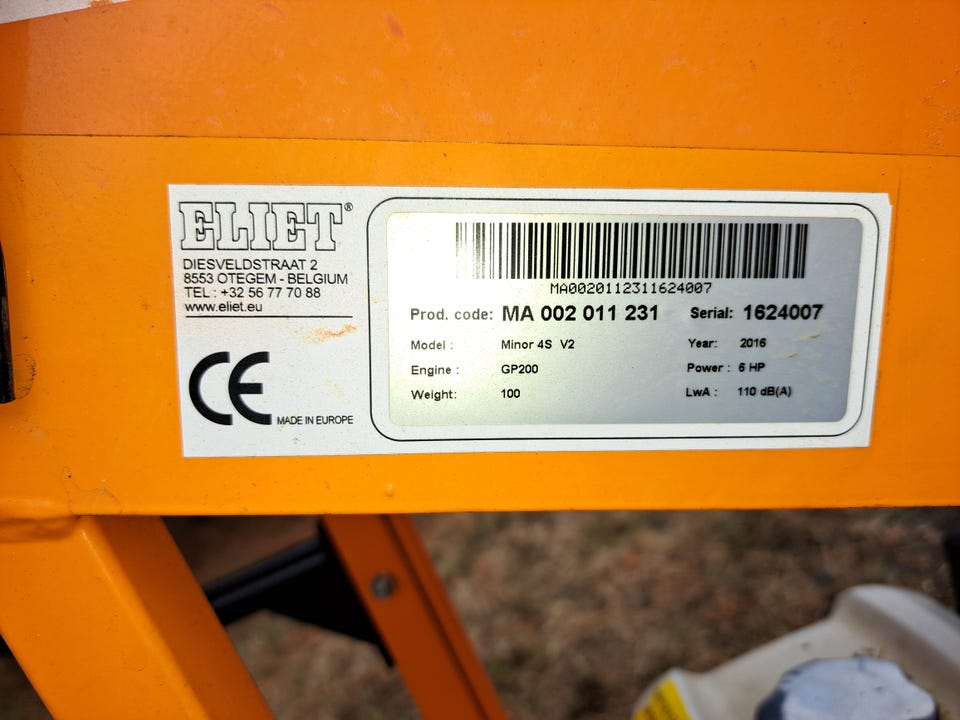 ELIET®
DIESVELDSTRAAT 2
8553 OTEGEM - BELGIUM
TEL : +32 56 77 70 88
www.eliet.eu
CE MADE IN EUROPE
MA0020112311624007
Prod. code: MA 002 011 231 Serial: 1624007
Model : Minor 4S V2 Year: 2016
Engine : GP200 Power : 6 HP
Weight: 100 LwA : 110 dB(A)